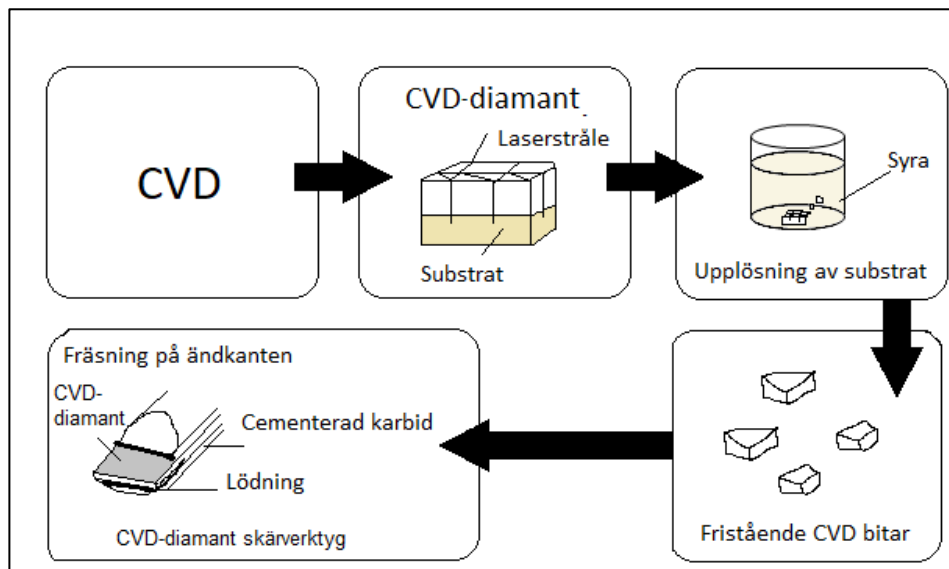 CVD
CVD-diamant
Laserstråle
Substrat
Syra
Upplösning av substrat
Fristående CVD bitar
Fräsning på ändkanten
CVD-
diamant
Cementerad karbid
Lödning
CVD-diamant skärverktyg